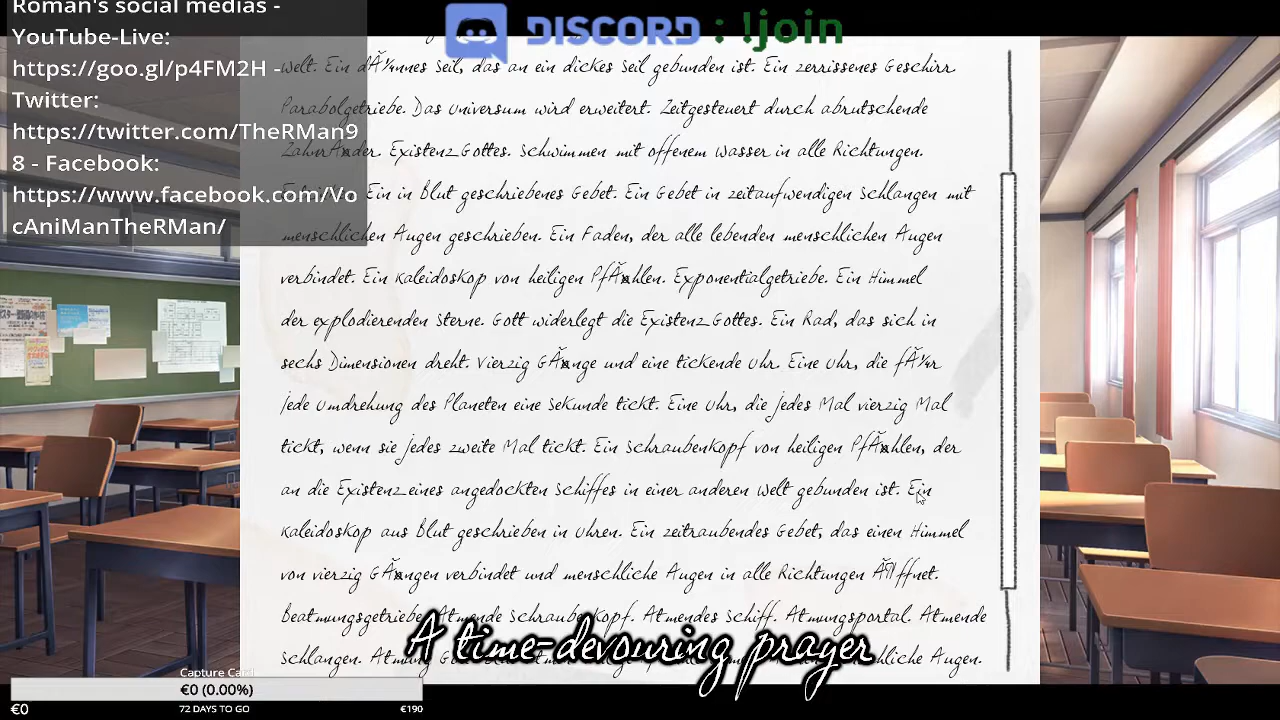 Roman's social medias -
YouTube-Live:
https://goo.gl/p4FM2H -
Twitter:
https://twitter.com/TheRMan9
8 - Facebook:
https://www.facebook.com/Vo
cAniManTheRMan/
DISCORD : !join
welt. Ein dÃ¼nnes Seil, das an ein dickes Seil gebunden ist. Ein zerrissenes Geschirr
Parabolgetriebe. Das Universum wird erweitert. Zeitgesteuert durch abrutschende
ZahnrÃ¤der. Existenz Gottes. Schwimmen mit offenem Wasser in alle Richtungen.
Ein in Blut geschriebenes Gebet. Ein Gebet in zeitaufwendigen Schlangen mit
menschlichen Augen geschrieben. Ein Faden, der alle lebenden menschlichen Augen
verbindet. Ein Kaleidoskop von heiligen PfÃ¤hlen. Exponentialgetriebe. Ein Himmel
der explodierenden Sterne. Gott widerlegt die Existenz Gottes. Ein Rad, das sich in
sechs Dimensionen dreht. Vierzig GÃ¤nge und eine tickende Uhr. Eine Uhr, die fÃ¼r
jede Umdrehung des Planeten eine Sekunde tickt. Eine Uhr, die jedes Mal vierzig Mal
tickt, wenn sie jedes zweite Mal tickt. Ein Schraubenkopf von heiligen PfÃ¤hlen, der
an die Existenz eines angedockten Schiffes in einer anderen Welt gebunden ist. Ein
Kaleidoskop aus Blut geschrieben in Uhren. Ein zeitraubendes Gebet, das einen Himmel
von vierzig GÃ¤ngen verbindet und menschliche Augen in alle Richtungen Ã¶ffnet.
Beatmungsgetriebe. Atmende Schraubenkopf. Atmendes Schiff. Atmungsportal. Atmende
Schlangen. Augen.
A time-devouring prayer
Capture Card
€0 (0.00%)
€0
72 DAYS TO GO
€190